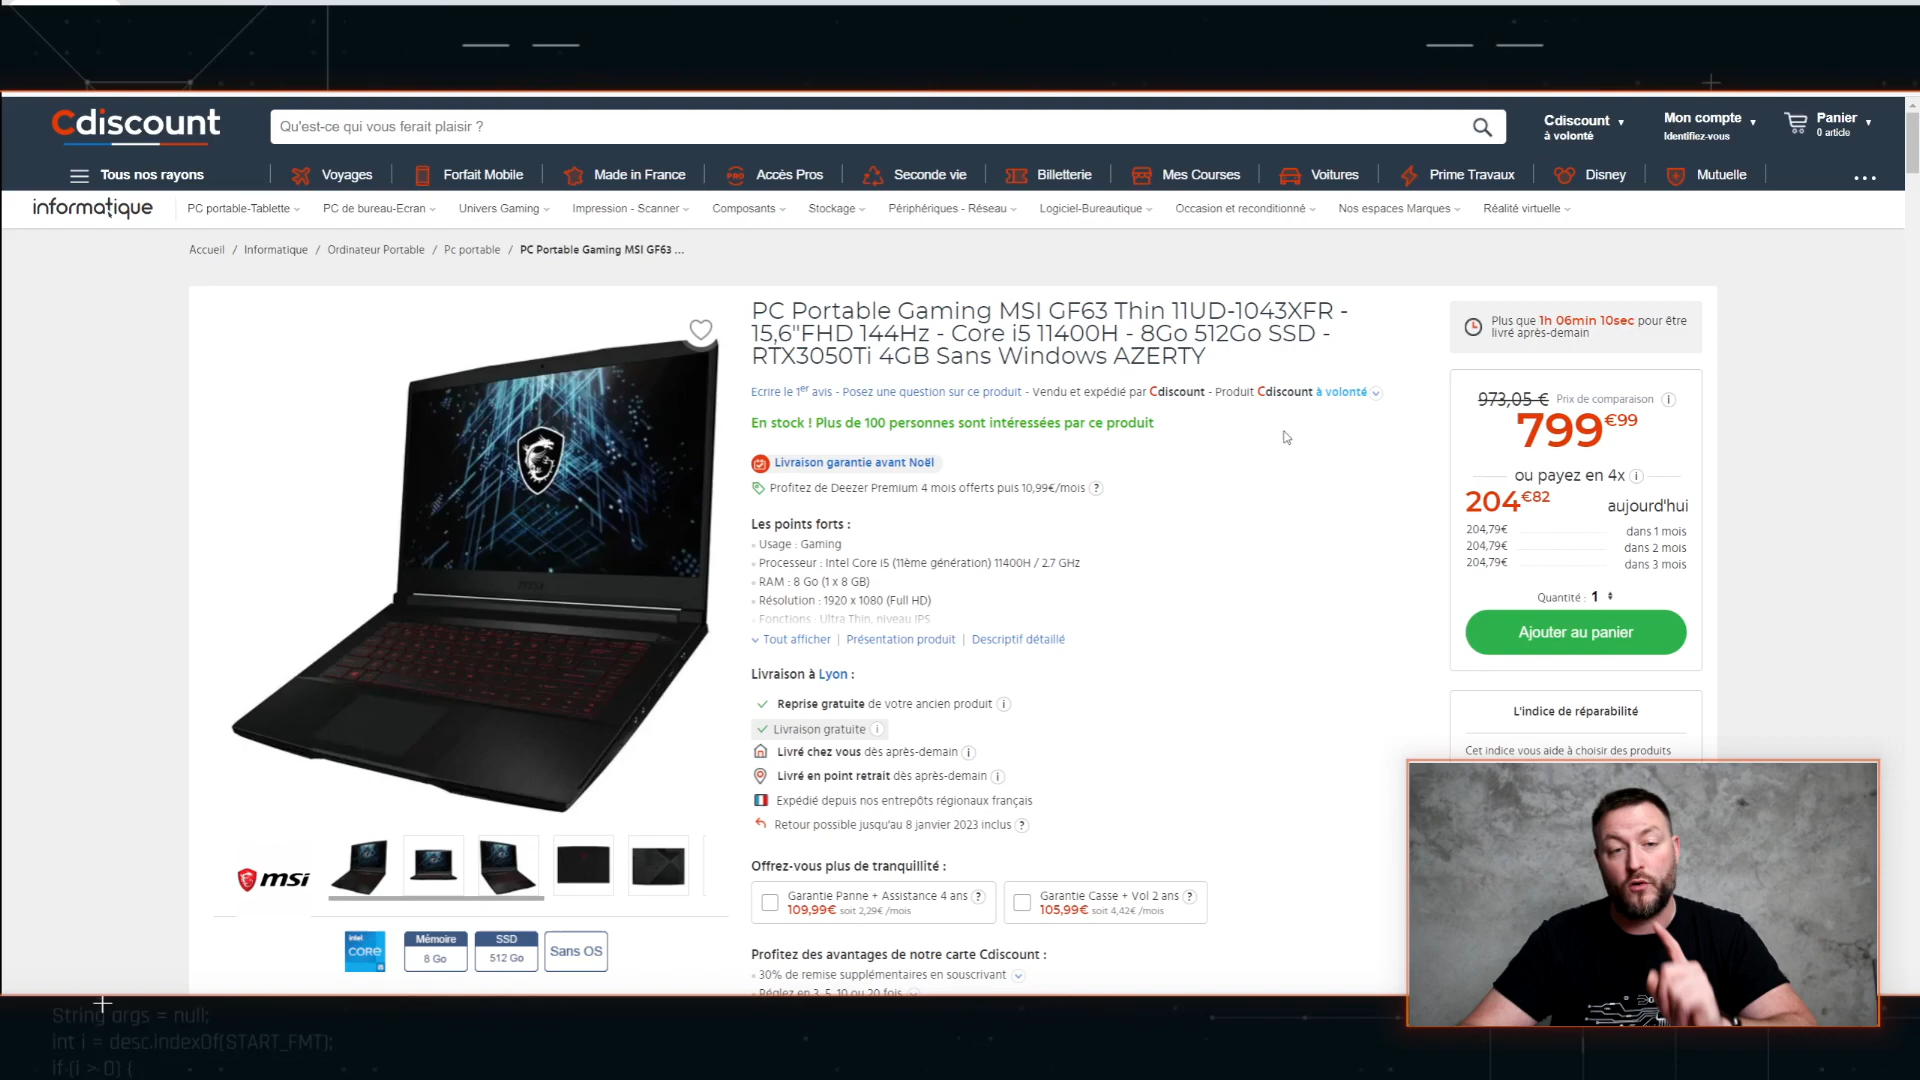 Cdiscount
Qu'est-ce qui vous ferait plaisir ?
Cdiscount
à volonté
Mon compte
Identifiez-vous
Panier
0 article
Tous nos rayons
Voyages
Forfait Mobile
Made in France
PRO
Accès Pros
Seconde vie
Billetterie
Mes Courses
Voitures
Prime Travaux
Disney
Mutuelle
...
informatique
PC portable-Tablette
PC de bureau-Ecran
Univers Gaming
Impression - Scanner
Composants
Stockage
Périphériques - Réseau
Logiciel-Bureautique
Occasion et reconditionné
Nos espaces Marques
Réalité virtuelle
Accueil / Informatique / Ordinateur Portable / Pc portable / PC Portable Gaming MSI GF63 ...
PC Portable Gaming MSI GF63 Thin 11UD-1043XFR -
15,6"FHD 144Hz - Core i5 11400H - 8Go 512Go SSD -
RTX3050Ti 4GB Sans Windows AZERTY
Ecrire le 1er avis - Posez une question sur ce produit - Vendu et expédié par Cdiscount - Produit Cdiscount à volonté
En stock ! Plus de 100 personnes sont intéressées par ce produit
Livraison garantie avant Noël
Profitez de Deezer Premium 4 mois offerts puis 10,99€/mois ?
Les points forts :
Usage : Gaming
Processeur : Intel Core i5 (11ème génération) 11400H / 2.7 GHz
RAM : 8 Go (1 x 8 GB)
Résolution : 1920 x 1080 (Full HD)
Fonctions : Ultra Thin, niveau IPS
Tout afficher | Présentation produit | Descriptif détaillé
Livraison à Lyon :
Reprise gratuite de votre ancien produit i
Livraison gratuite i
Livré chez vous dès après-demain i
Livré en point retrait dès après-demain i
Expédié depuis nos entrepôts régionaux français
Retour possible jusqu'au 8 janvier 2023 inclus ?
Offrez-vous plus de tranquillité :
Garantie Panne + Assistance 4 ans ?
109,99€ soit 2,29€ /mois
Garantie Casse + Vol 2 ans ?
105,99€ soit 4,42€ /mois
Profitez des avantages de notre carte Cdiscount :
30% de remise supplémentaires en souscrivant
Réglez en 3, 5, 10 ou 20 fois
Plus que 1h 06min 10sec pour être
livré après-demain
973,05 € Prix de comparaison i
799€99
ou payez en 4x i
204€82 aujourd'hui
204,79€ dans 1 mois
204,79€ dans 2 mois
204,79€ dans 3 mois
Quantité : 1
Ajouter au panier
L'indice de réparabilité
Cet indice vous aide à choisir des produits
msi
intel
CORE
i5
Mémoire
8 Go
SSD
512 Go
Sans OS
String args = null;
int i = desc.indexOf(START_FMT);
if (i > 0) {